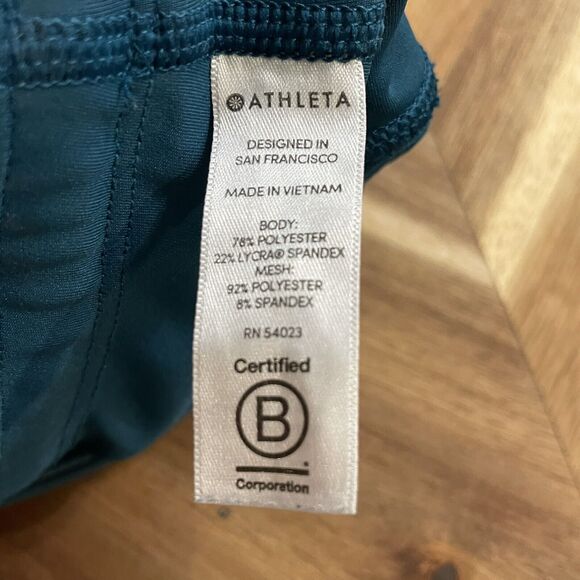 ATHLETA
DESIGNED IN
SAN FRANCISCO
MADE IN VIETNAM
BODY:
78% POLYESTER
22% LYCRA® SPANDEX
MESH:
92% POLYESTER
8% SPANDEX
RN 54023
Certified
B
Corporation